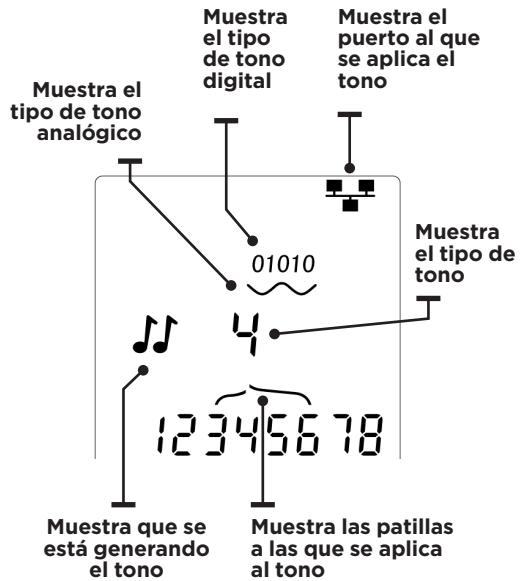 Muestra
el tipo
de tono
digital
Muestra el
puerto al que
se aplica el
tono
Muestra el
tipo de tono
analógico
Muestra
el tipo de
tono
01010
4
12345678
Muestra que se
está generando
el tono
Muestra las patillas
a las que se aplica
al tono